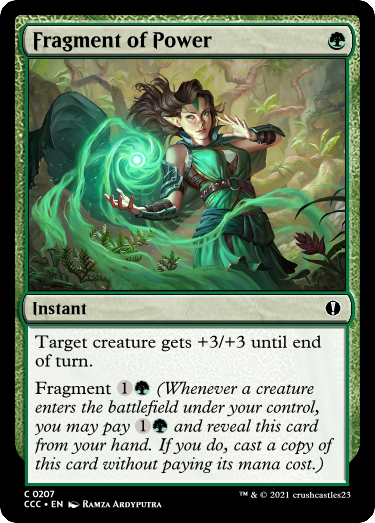 Fragment of Power
Instant
Target creature gets +3/+3 until end
of turn.
Fragment 1 (Whenever a creature
enters the battlefield under your control,
you may pay 1 and reveal this card
from your hand. If you do, cast a copy of
this card without paying its mana cost.)
C 0207
CCC • EN Ramza Ardyputra
™ & © 2021 crushcastles23